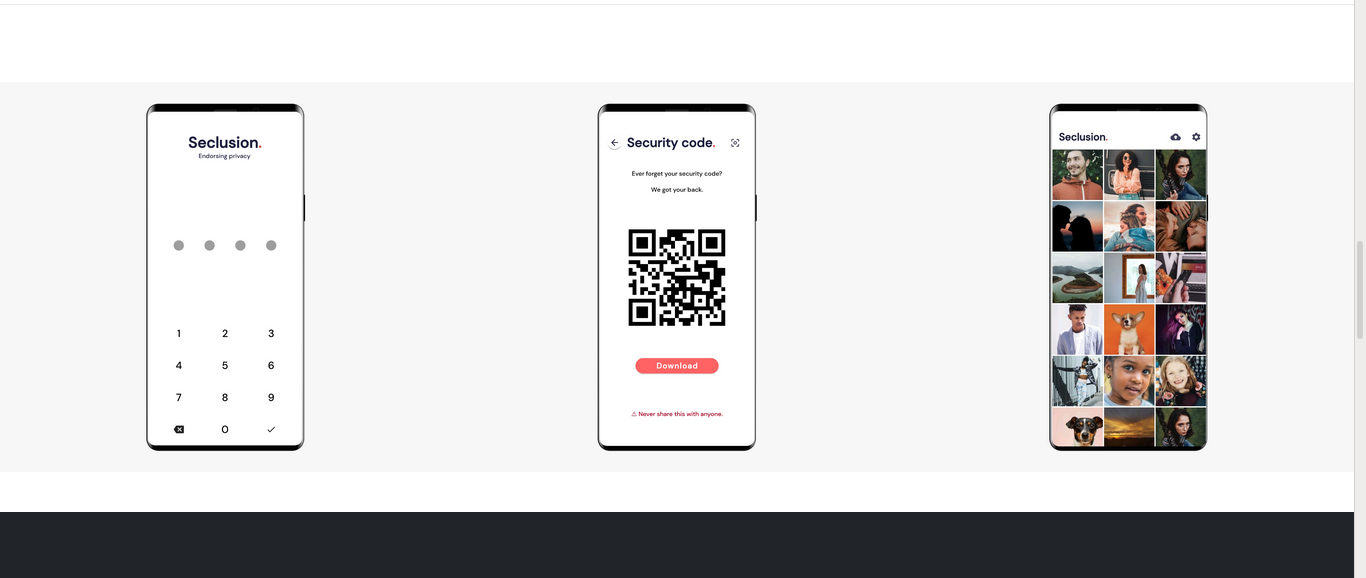 Seclusion.
Endorsing privacy
1 2 3
4 5 6
7 8 9
0
Security code.
Ever forget your security code?
We got your back.
Download
⚠ Never share this with anyone.
Seclusion.